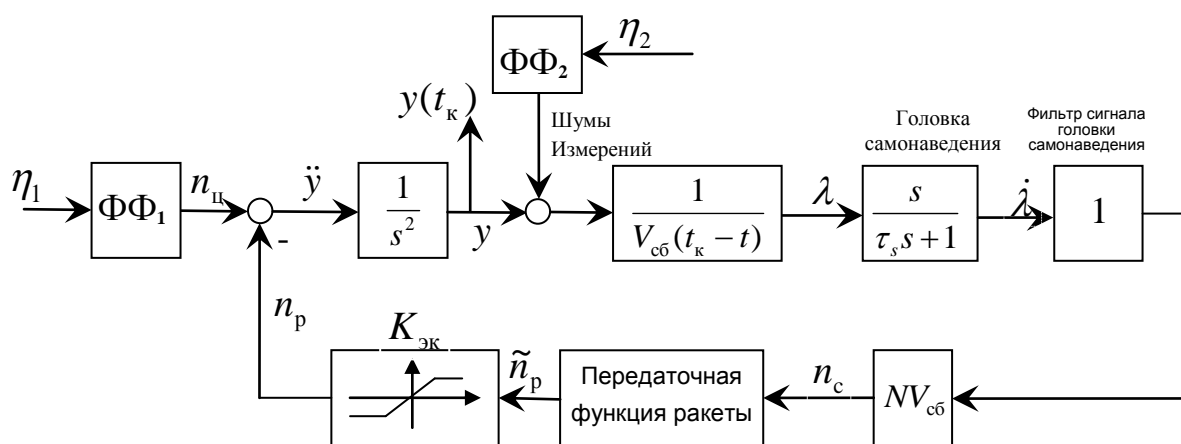 η₂
ФФ₂
y(tк)
Шумы
Измерений
Головка
самонаведения
Фильтр сигнала
головки
самонаведения
η₁
ФФ₁
nц
ÿ
1
s²
y
1
Vсб(tк − t)
λ
s
τₛs + 1
λ̇
1
-
nр
Kэк
ñр
Передаточная
функция ракеты
nс
NVсб